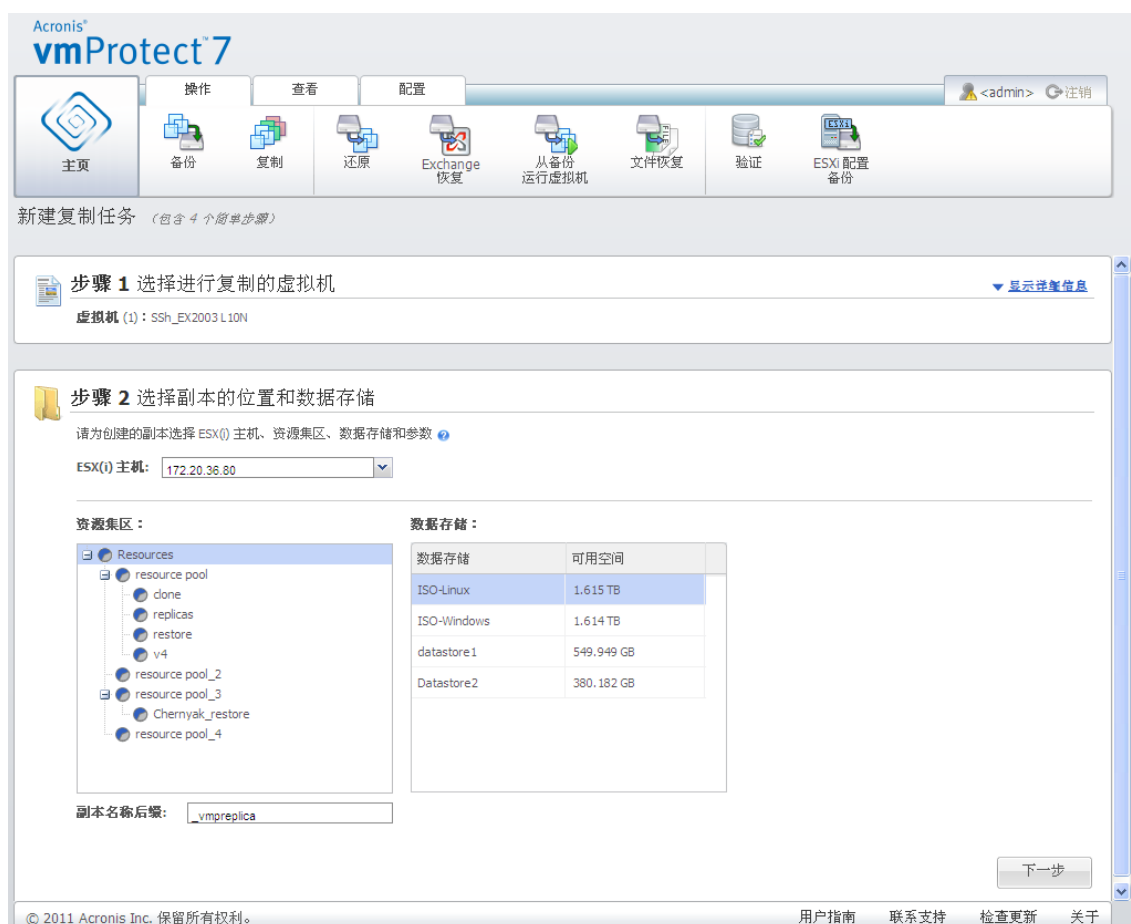 Acronis®
vmProtect™ 7
操作 查看 配置 <admin> 注销
主页 备份 复制 还原 Exchange 恢复 从备份 运行虚拟机 文件恢复 验证 ESXi 配置 备份
新建复制任务 (包含 4 个简单步骤)
步骤 1 选择进行复制的虚拟机
显示详细信息
虚拟机 (1)：SSh_EX2003 L10N
步骤 2 选择副本的位置和数据存储
请为创建的副本选择 ESX(i) 主机、资源集区、数据存储和参数
ESX(i) 主机: 172.20.36.80
资源集区： 数据存储：
Resources
resource pool
clone
replicas
restore
v4
resource pool_2
resource pool_3
Chernyak_restore
resource pool_4
数据存储 可用空间
ISO-Linux 1.615 TB
ISO-Windows 1.614 TB
datastore1 549.949 GB
Datastore2 380.182 GB
副本名称后缀: _vmpreplica
下一步
© 2011 Acronis Inc. 保留所有权利。 用户指南 联系支持 检查更新 关于